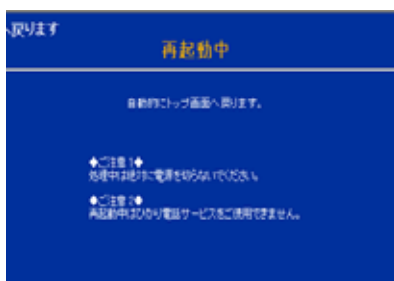 へ戻ります
再起動中
自動的にトップ画面へ戻ります。
◆ご注意1◆
処理中は絶対に電源を切らないでください。
◆ご注意2◆
再起動中はひかり電話サービスをご使用できません。